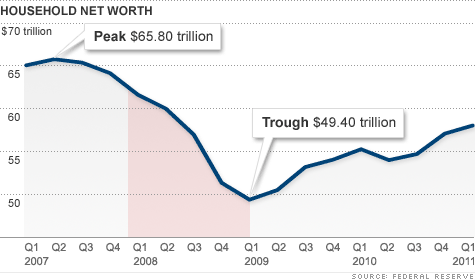 HOUSEHOLD NET WORTH
$70 trillion
Peak $65.80 trillion
65
60
Trough $49.40 trillion
55
50
Q1 Q2 Q3 Q4 Q1 Q2 Q3 Q4 Q1 Q2 Q3 Q4 Q1 Q2 Q3 Q4 Q1
2007 2008 2009 2010 2011
SOURCE: FEDERAL RESERVE